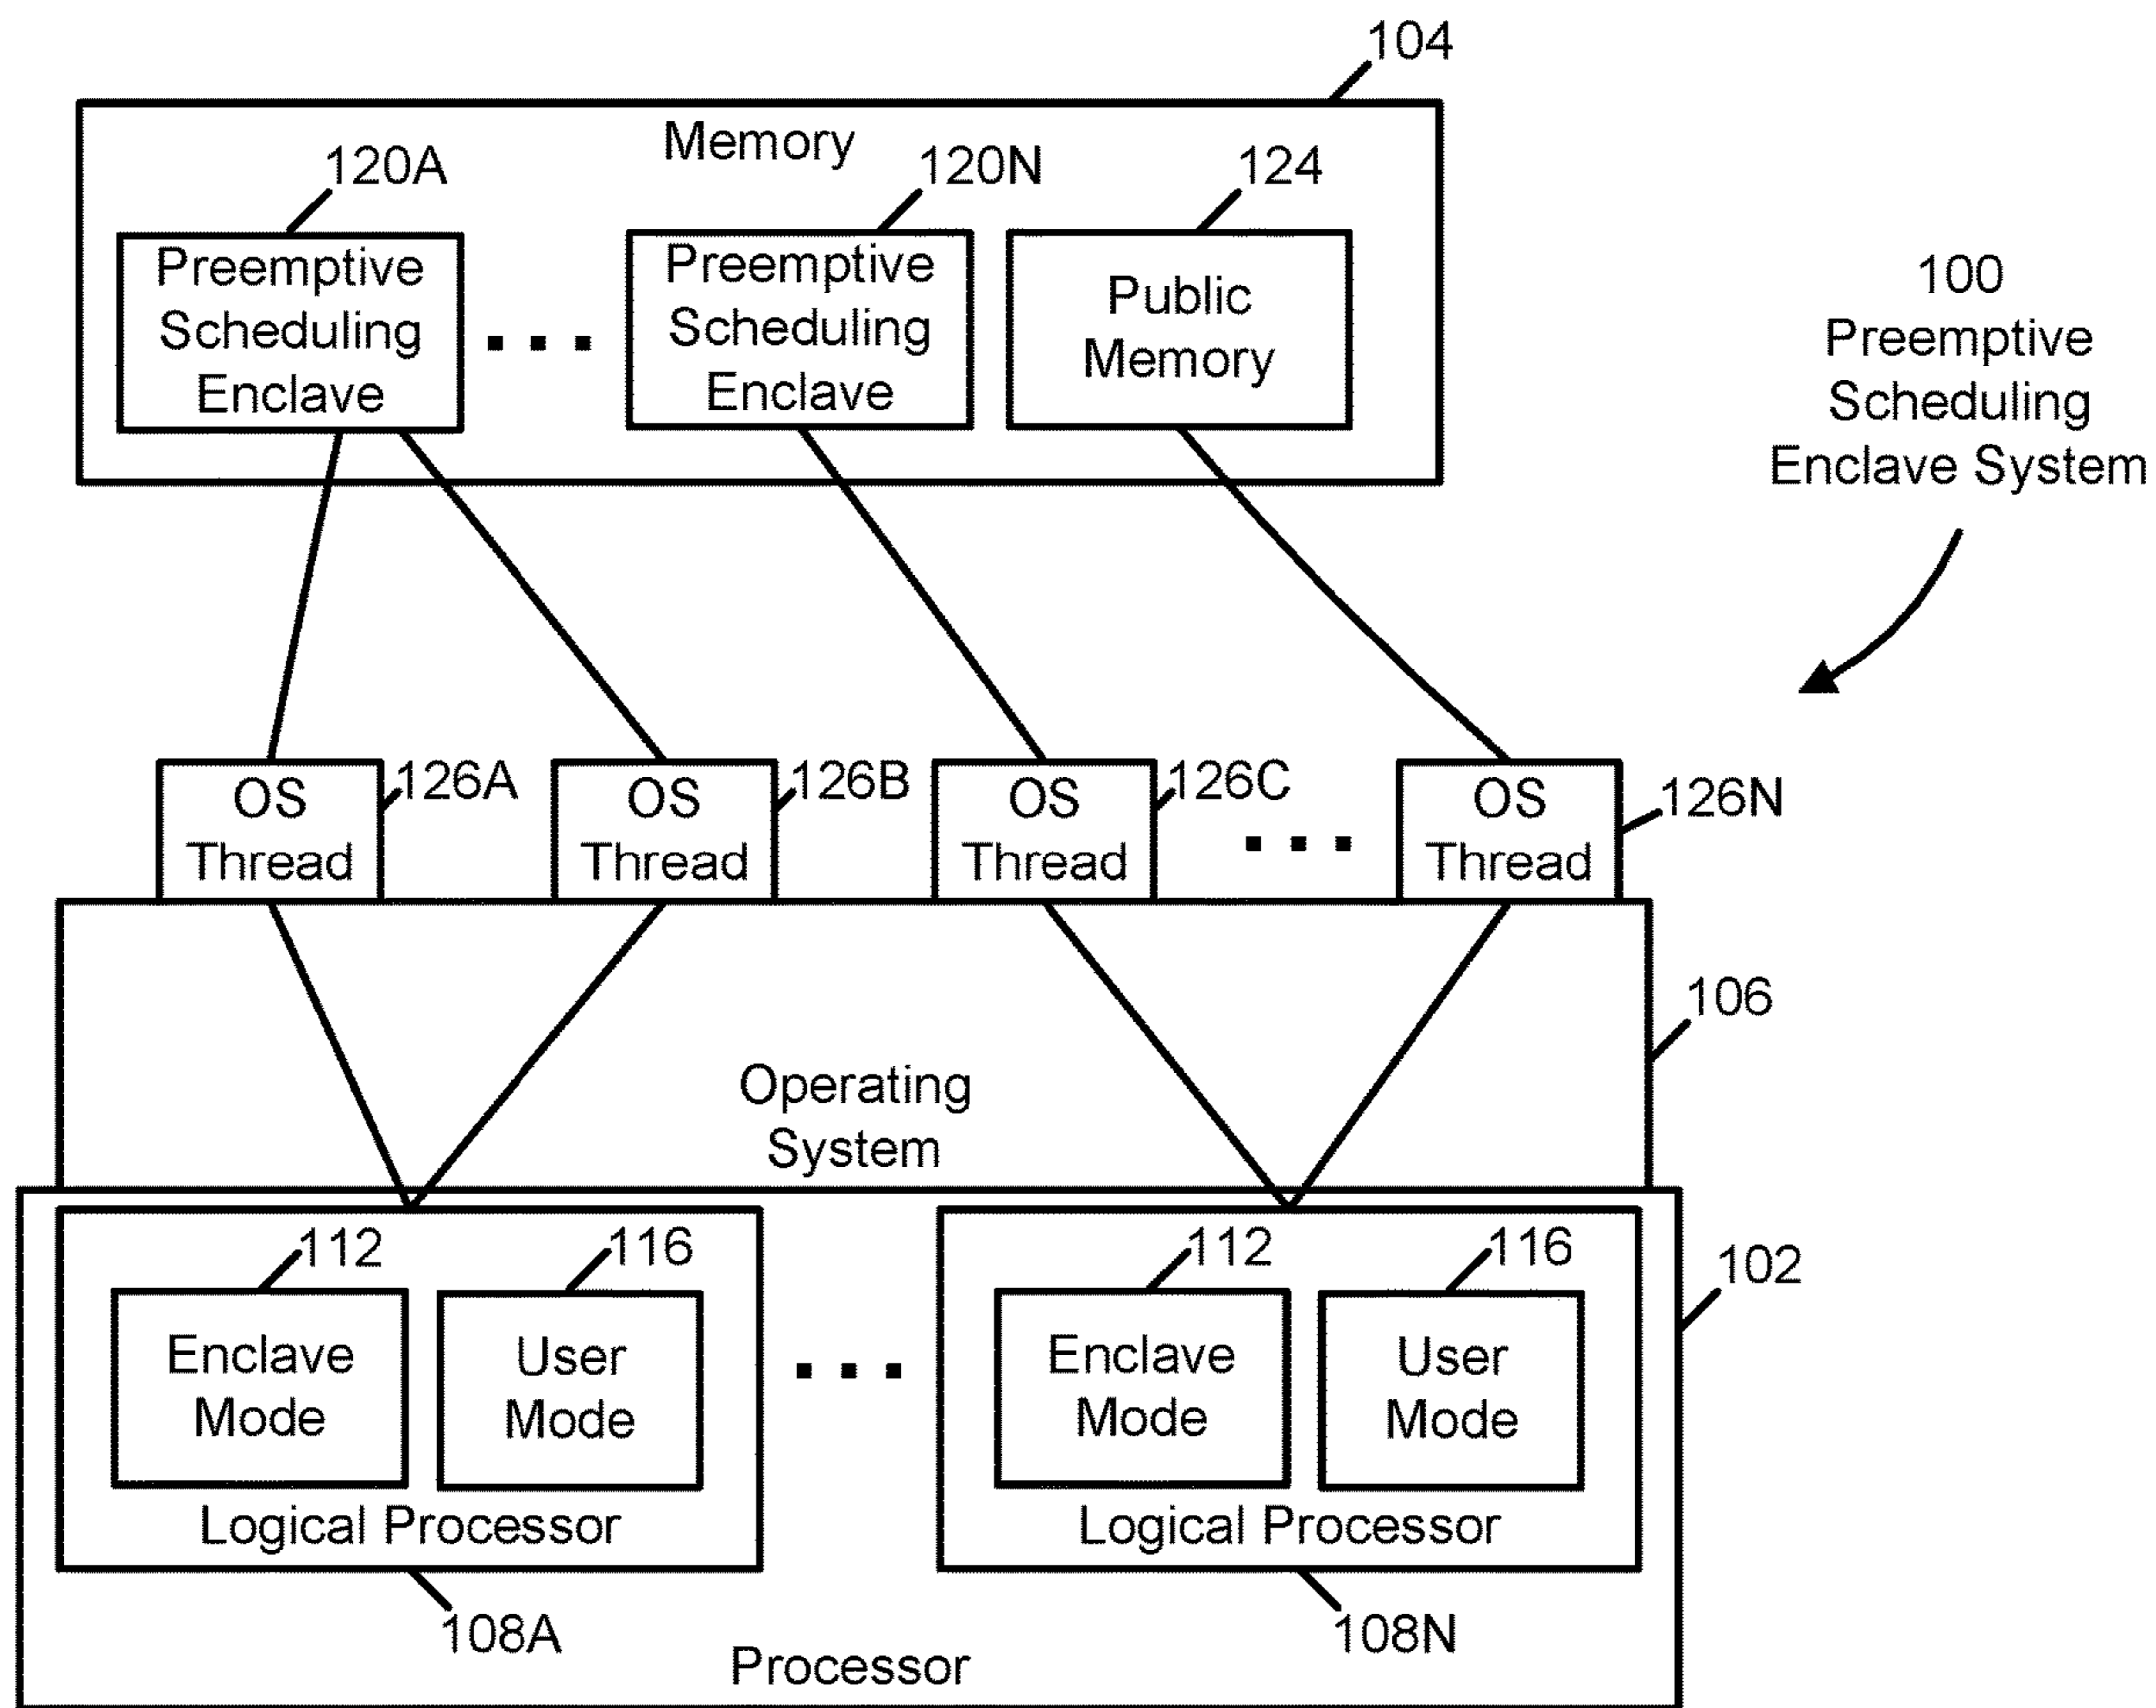 104
Memory
120A
120N
124
Preemptive
Scheduling
Enclave
Preemptive
Scheduling
Enclave
Public
Memory
100
Preemptive
Scheduling
Enclave System
OS
Thread
126A
OS
Thread
126B
OS
Thread
126C
OS
Thread
126N
106
Operating
System
112
116
112
116
102
Enclave
Mode
User
Mode
Enclave
Mode
User
Mode
Logical Processor
Logical Processor
108A
108N
Processor